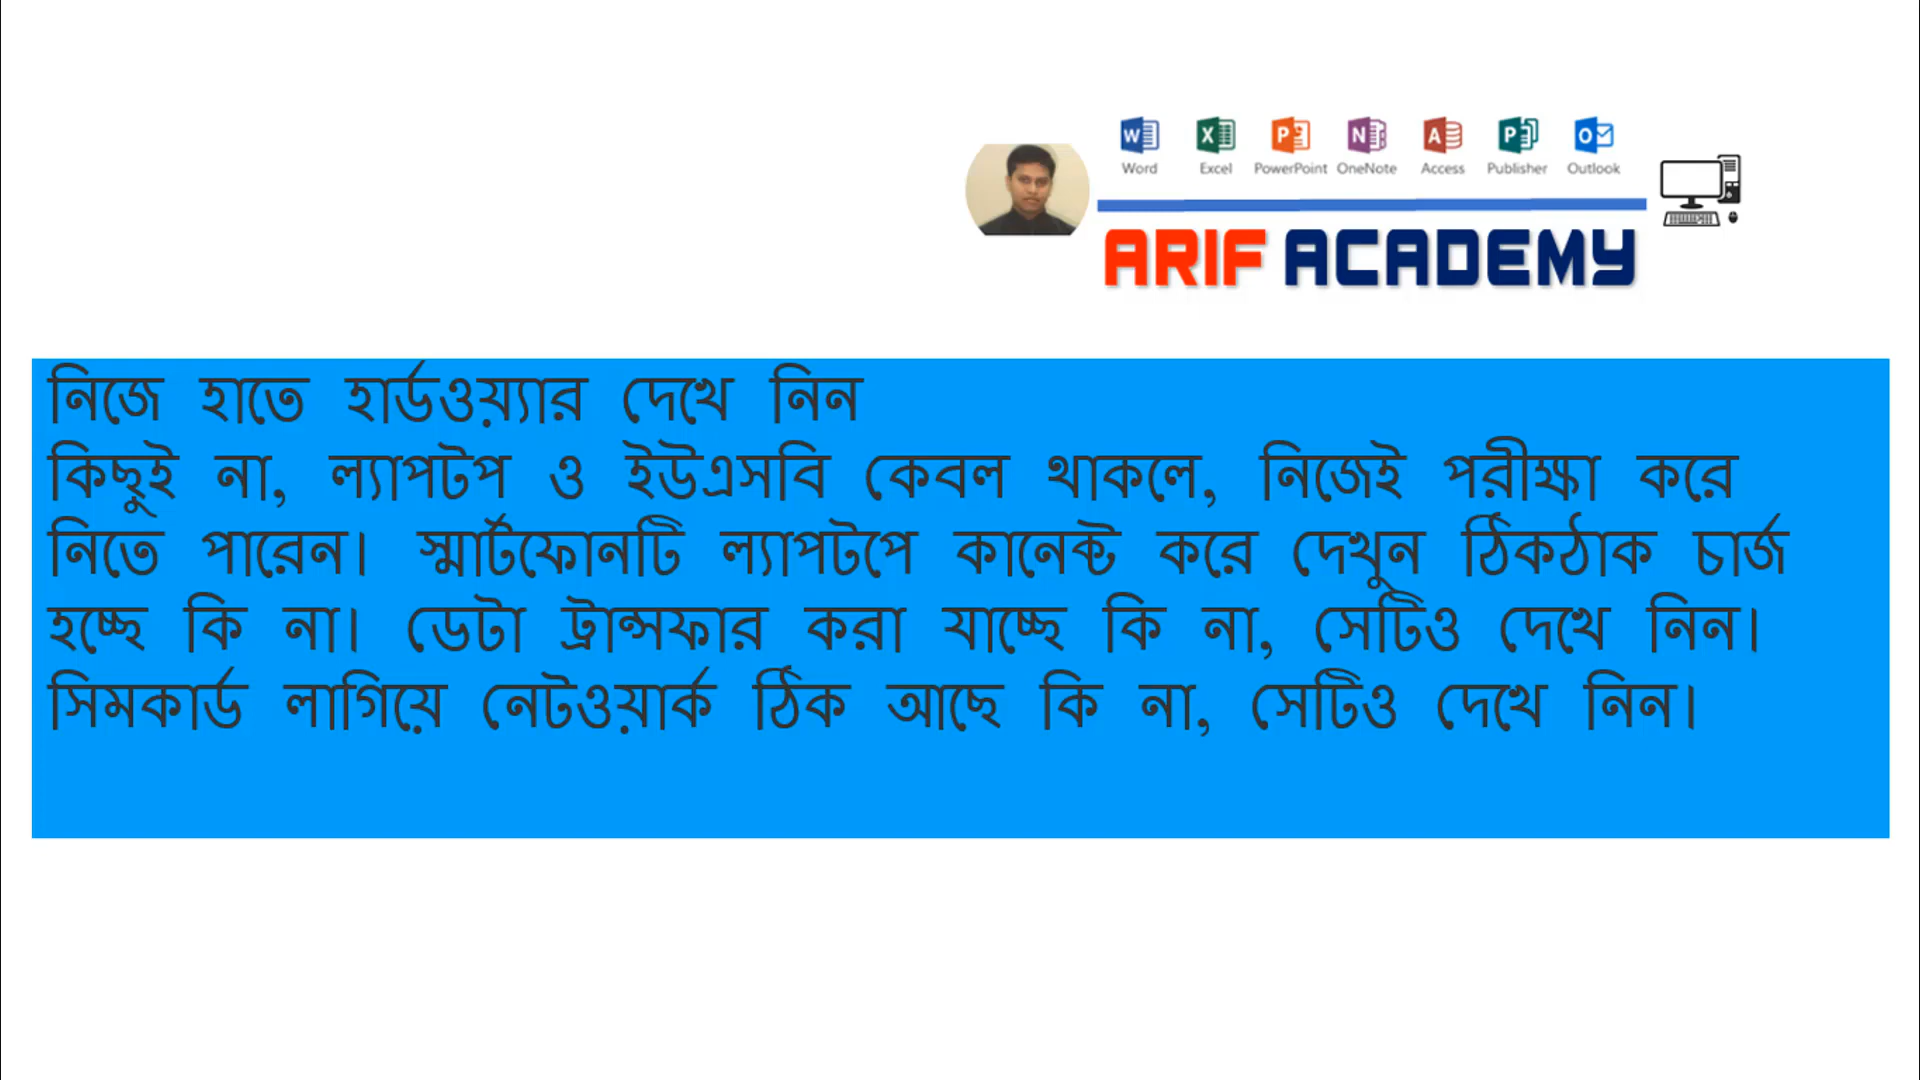 Word Excel PowerPoint OneNote Access Publisher Outlook
ARIF ACADEMY
নিজে হাতে হার্ডওয়্যার দেখে নিন
কিছুই না, ল্যাপটপ ও ইউএসবি কেবল থাকলে, নিজেই পরীক্ষা করে
নিতে পারেন। স্মার্টফোনটি ল্যাপটপে কানেক্ট করে দেখুন ঠিকঠাক চার্জ
হচ্ছে কি না। ডেটা ট্রান্সফার করা যাচ্ছে কি না, সেটিও দেখে নিন।
সিমকার্ড লাগিয়ে নেটওয়ার্ক ঠিক আছে কি না, সেটিও দেখে নিন।